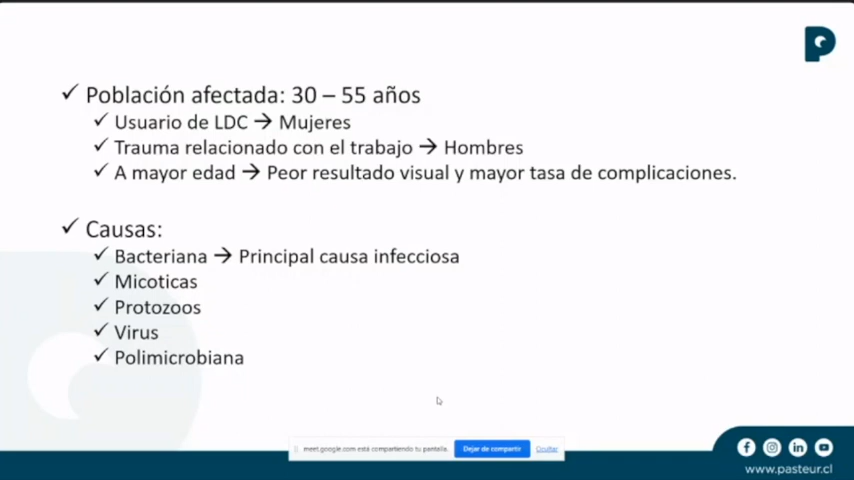 ✓ Población afectada: 30 – 55 años
✓ Usuario de LDC → Mujeres
✓ Trauma relacionado con el trabajo → Hombres
✓ A mayor edad → Peor resultado visual y mayor tasa de complicaciones.
✓ Causas:
✓ Bacteriana → Principal causa infecciosa
✓ Micoticas
✓ Protozoos
✓ Virus
✓ Polimicrobiana
meet.google.com está compartiendo tu pantalla. Dejar de compartir Ocultar
www.pasteur.cl